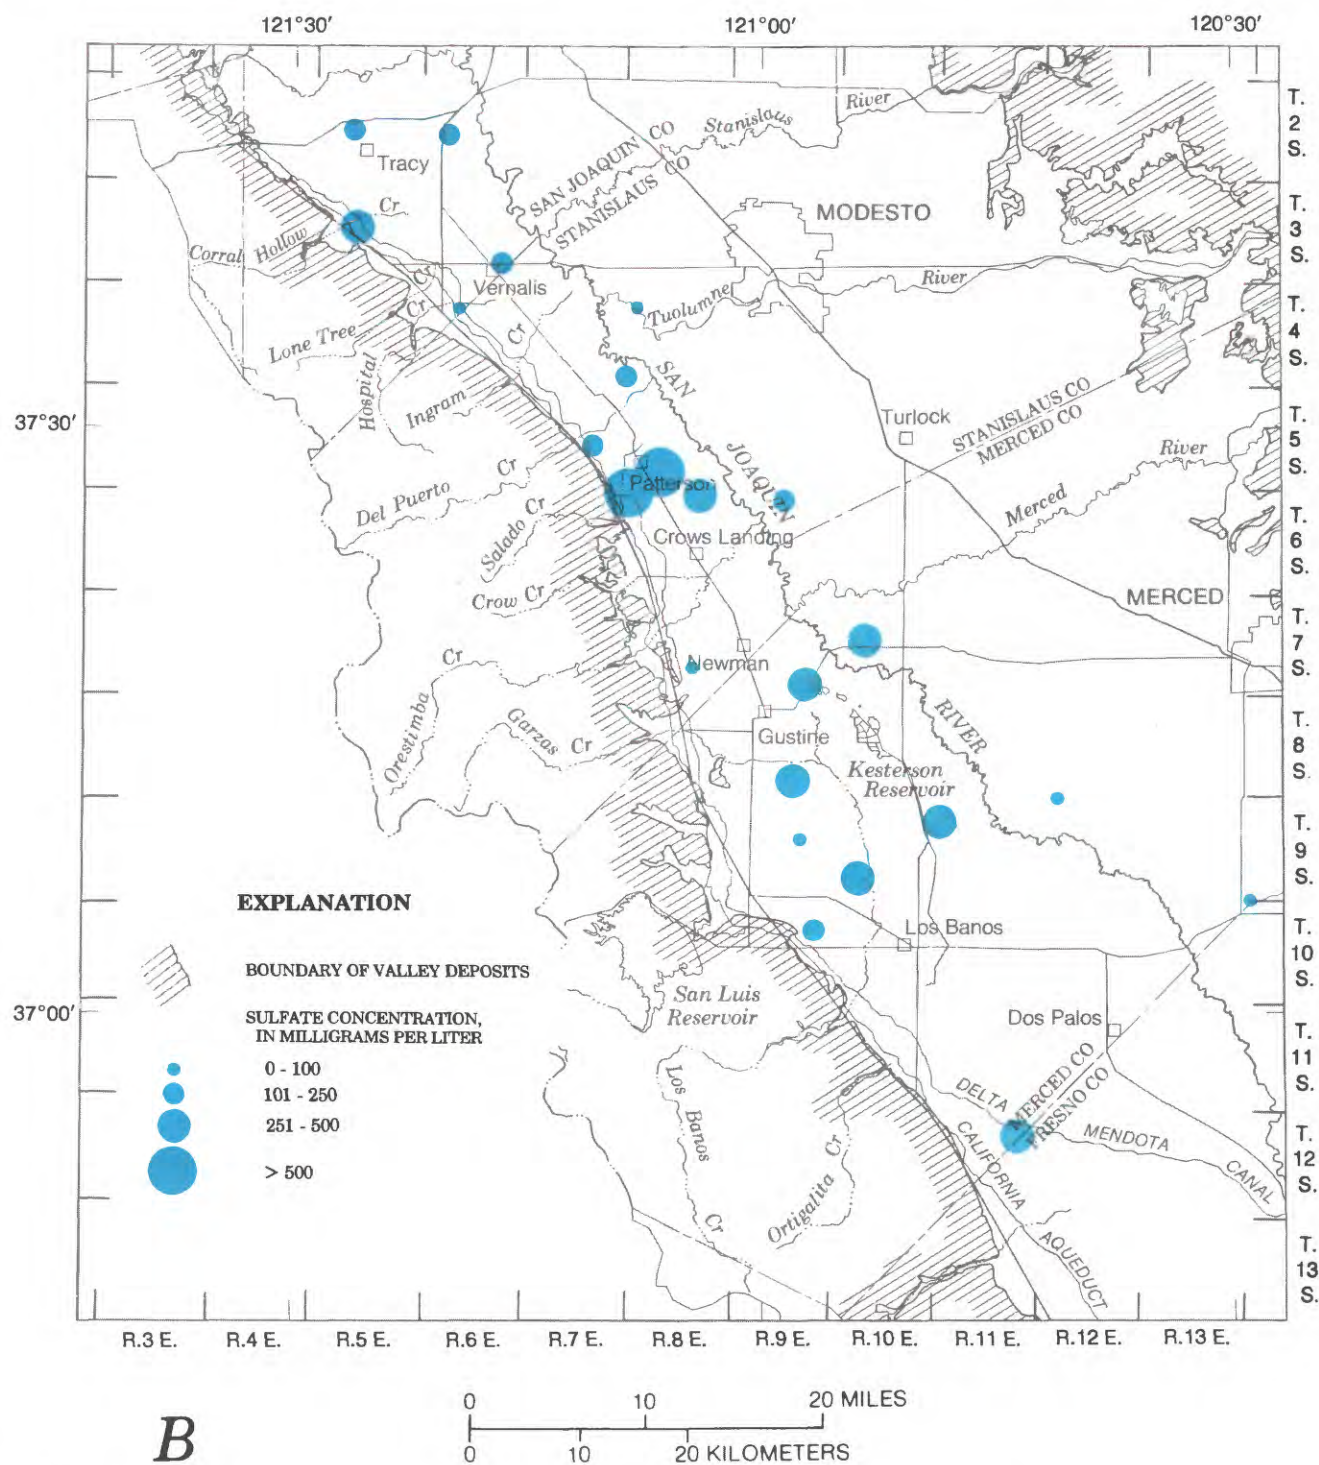 121°30′ 121°00′ 120°30′
T. 2 S.
T. 3 S.
T. 4 S.
T. 5 S.
T. 6 S.
T. 7 S.
T. 8 S.
T. 9 S.
T. 10 S.
T. 11 S.
T. 12 S.
T. 13 S.
37°30′
37°00′
River
Stanislaus
SAN JOAQUIN CO
STANISLAUS CO
Tracy
Cr
Corral Hollow
MODESTO
Vernalis
Cr
Cr
River
Tuolumne
Lone Tree
Hospital
Cr
Ingram
SAN
JOAQUIN
RIVER
Turlock
STANISLAUS CO
MERCED CO
River
Merced
Patterson
Cr
Del Puerto
Cr
Salado
Crows Landing
Crow Cr
MERCED
Cr
Newman
Orestimba
Garzas Cr
Gustine
Kesterson
Reservoir
Los Banos
San Luis
Reservoir
Dos Palos
Los Banos
Cr
Ortigalita Cr
DELTA
MENDOTA
CANAL
MERCED CO
FRESNO CO
CALIFORNIA
AQUEDUCT
EXPLANATION
BOUNDARY OF VALLEY DEPOSITS
SULFATE CONCENTRATION,
IN MILLIGRAMS PER LITER
0 - 100
101 - 250
251 - 500
> 500
R.3 E. R.4 E. R.5 E. R.6 E. R.7 E. R.8 E. R.9 E. R.10 E. R.11 E. R.12 E. R.13 E.
0 10 20 MILES
0 10 20 KILOMETERS
B